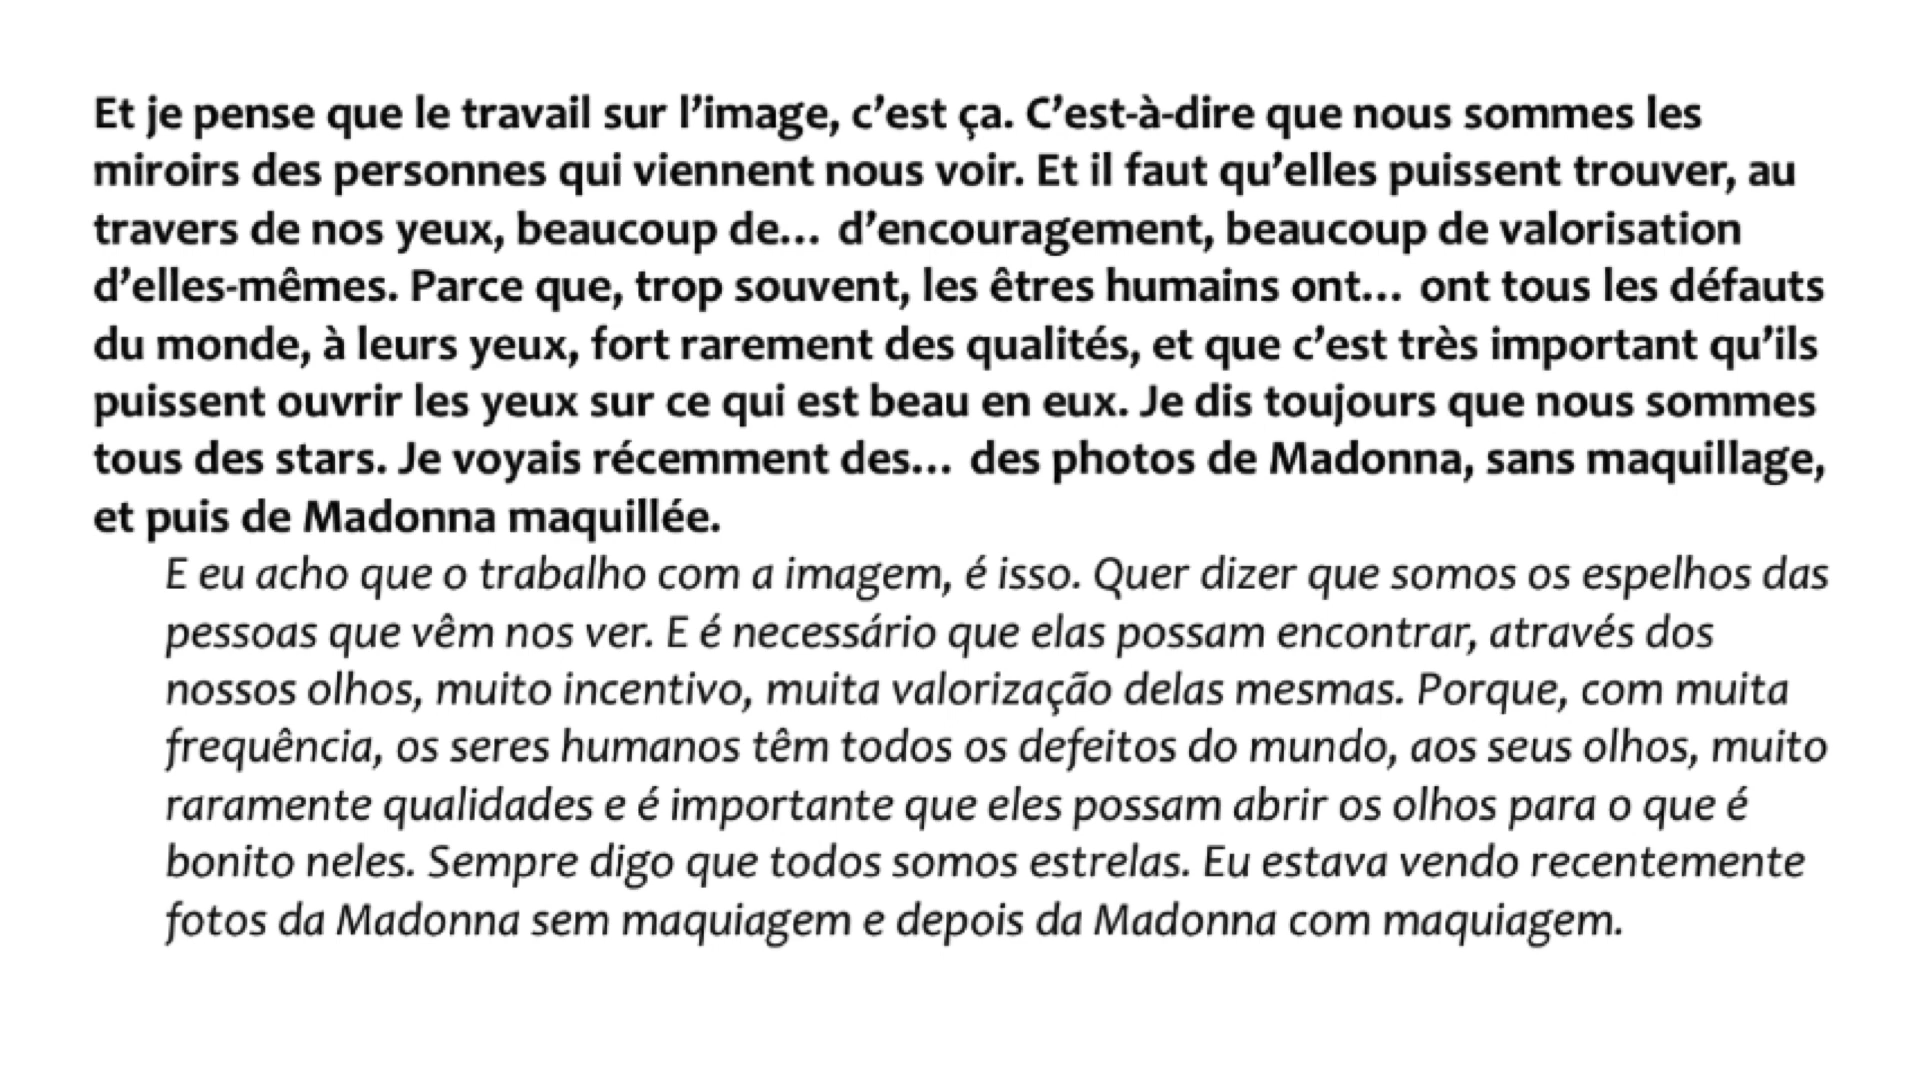 Et je pense que le travail sur l’image, c’est ça. C’est-à-dire que nous sommes les
miroirs des personnes qui viennent nous voir. Et il faut qu’elles puissent trouver, au
travers de nos yeux, beaucoup de… d’encouragement, beaucoup de valorisation
d’elles-mêmes. Parce que, trop souvent, les êtres humains ont… ont tous les défauts
du monde, à leurs yeux, fort rarement des qualités, et que c’est très important qu’ils
puissent ouvrir les yeux sur ce qui est beau en eux. Je dis toujours que nous sommes
tous des stars. Je voyais récemment des… des photos de Madonna, sans maquillage,
et puis de Madonna maquillée.
E eu acho que o trabalho com a imagem, é isso. Quer dizer que somos os espelhos das
pessoas que vêm nos ver. E é necessário que elas possam encontrar, através dos
nossos olhos, muito incentivo, muita valorização delas mesmas. Porque, com muita
frequência, os seres humanos têm todos os defeitos do mundo, aos seus olhos, muito
raramente qualidades e é importante que eles possam abrir os olhos para o que é
bonito neles. Sempre digo que todos somos estrelas. Eu estava vendo recentemente
fotos da Madonna sem maquiagem e depois da Madonna com maquiagem.